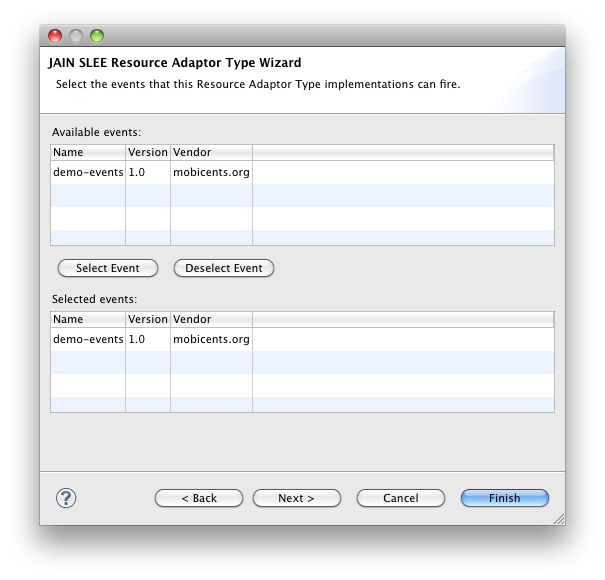 JAIN SLEE Resource Adaptor Type Wizard
Select the events that this Resource Adaptor Type implementations can fire.
Available events:
Name Version Vendor
demo-events 1.0 mobicents.org
Select Event Deselect Event
Selected events:
Name Version Vendor
demo-events 1.0 mobicents.org
? < Back Next > Cancel Finish